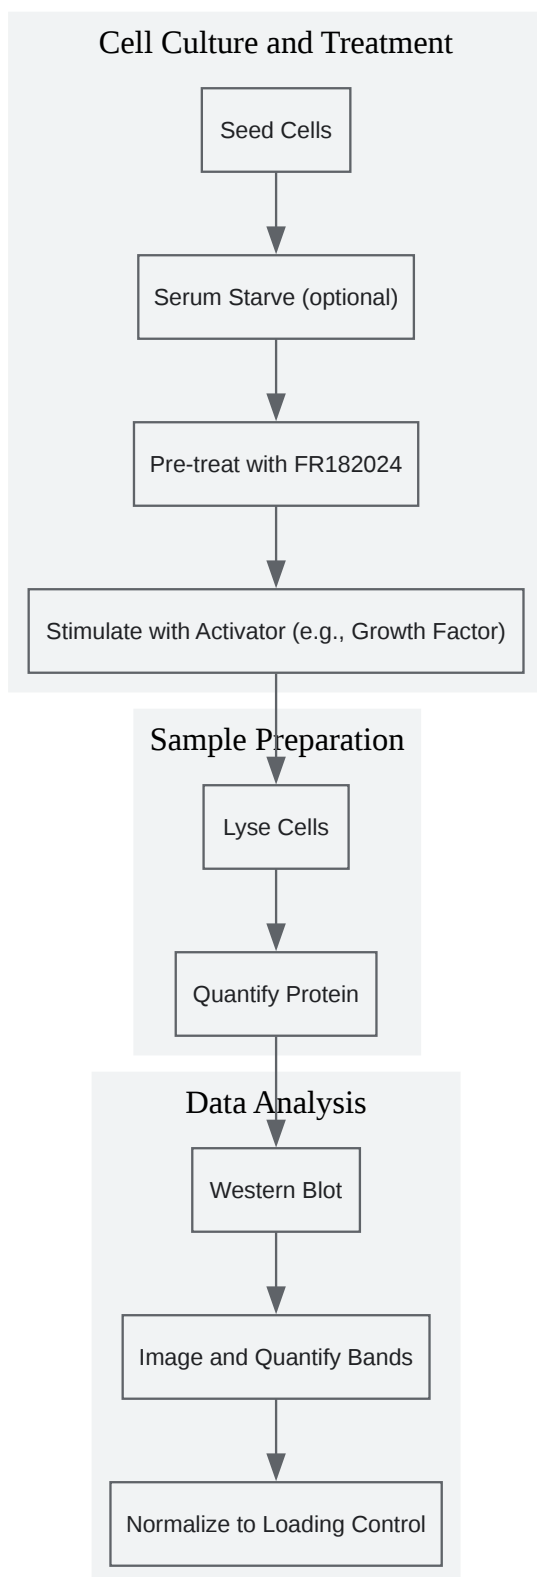 Cell Culture and Treatment
Seed Cells
Serum Starve (optional)
Pre-treat with FR182024
Stimulate with Activator (e.g., Growth Factor)
Sample Preparation
Lyse Cells
Quantify Protein
Data Analysis
Western Blot
Image and Quantify Bands
Normalize to Loading Control